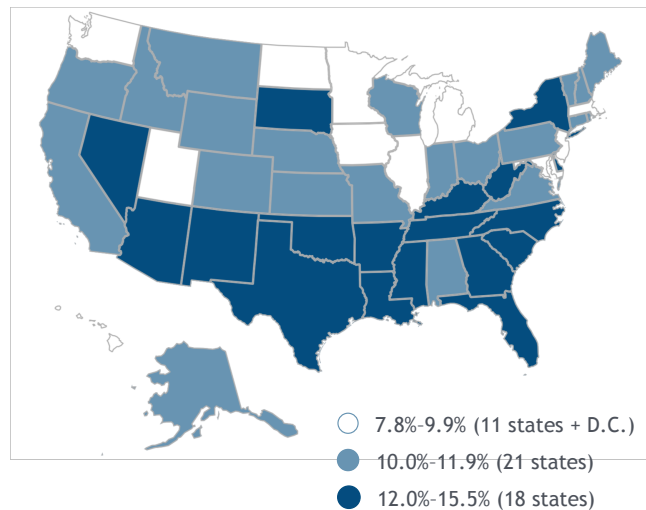 7.8%–9.9% (11 states + D.C.)
10.0%–11.9% (21 states)
12.0%–15.5% (18 states)